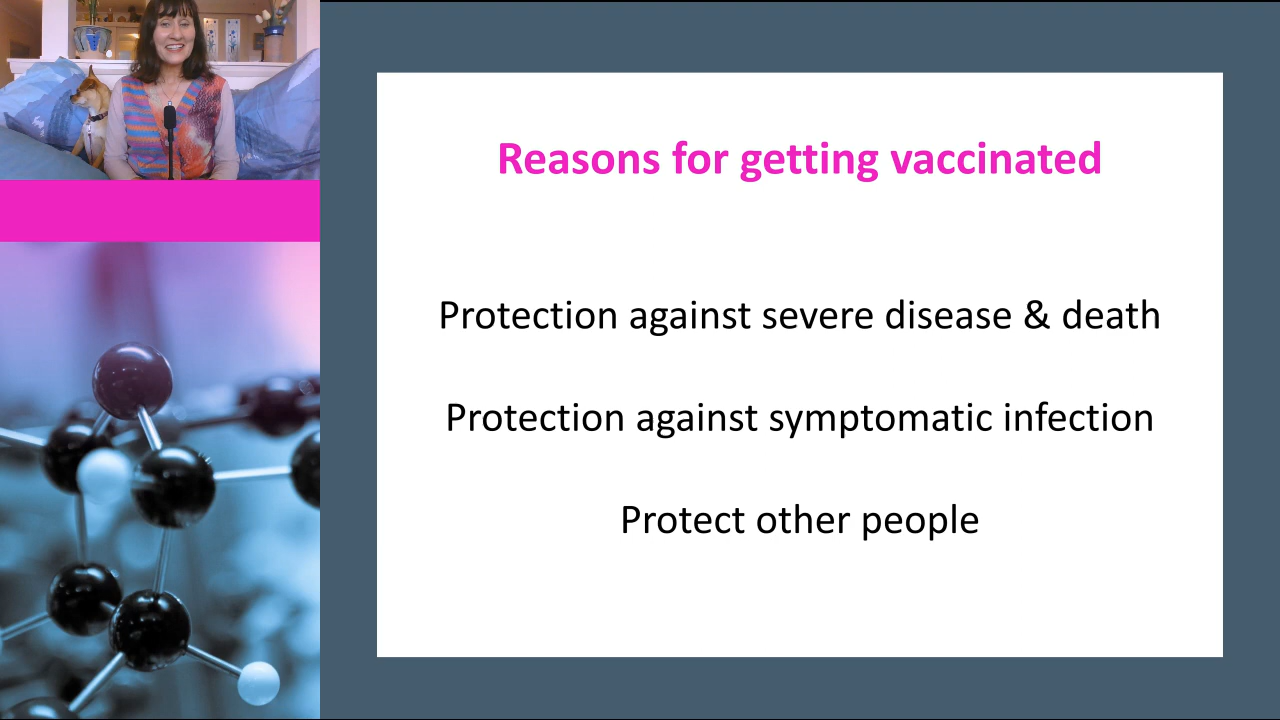 Reasons for getting vaccinated
Protection against severe disease & death
Protection against symptomatic infection
Protect other people